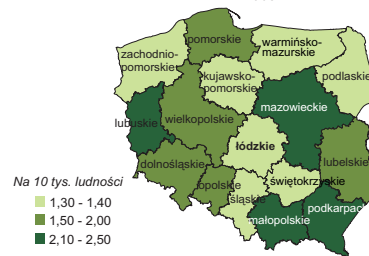 pomorskie
warmińsko-
mazurskie
zachodnio-
pomorskie
kujawsko-
pomorskie
podlaskie
mazowieckie
lubuskie
wielkopolskie
łódzkie
dolnośląskie
lubelskie
opolskie
śląskie
świętokrzyskie
małopolskie
podkarpac
Na 10 tys. ludności
1,30 - 1,40
1,50 - 2,00
2,10 - 2,50